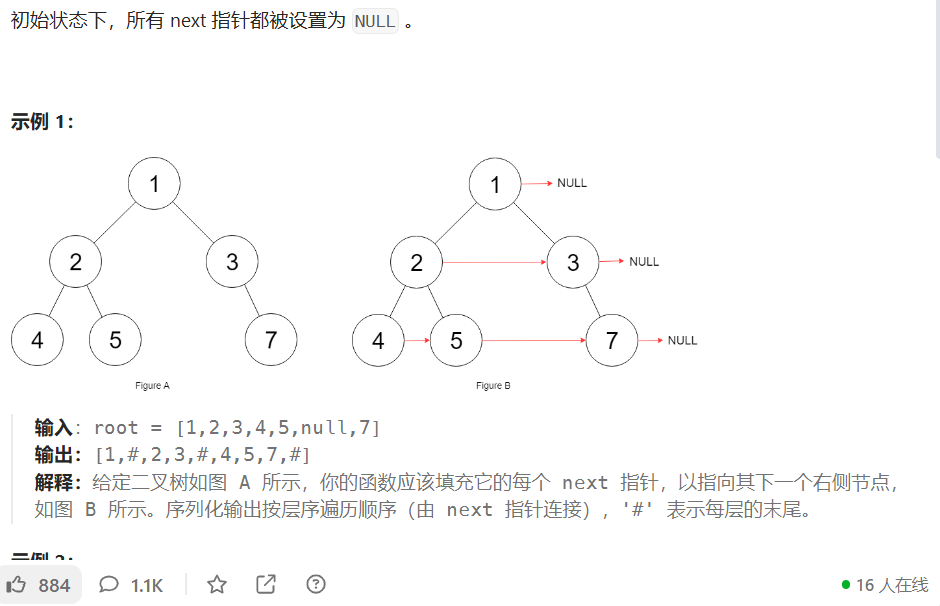 初始状态下，所有 next 指针都被设置为 NULL 。
示例 1：
1
2
3
4
5
7
Figure A
1
NULL
2
3
NULL
4
5
7
NULL
Figure B
输入：root = [1,2,3,4,5,null,7]
输出：[1,#,2,3,#,4,5,7,#]
解释：给定二叉树如图 A 所示，你的函数应该填充它的每个 next 指针，以指向其下一个右侧节点，
如图 B 所示。序列化输出按层序遍历顺序（由 next 指针连接），'#' 表示每层的末尾。
示例 2：
884
1.1K
16 人在线